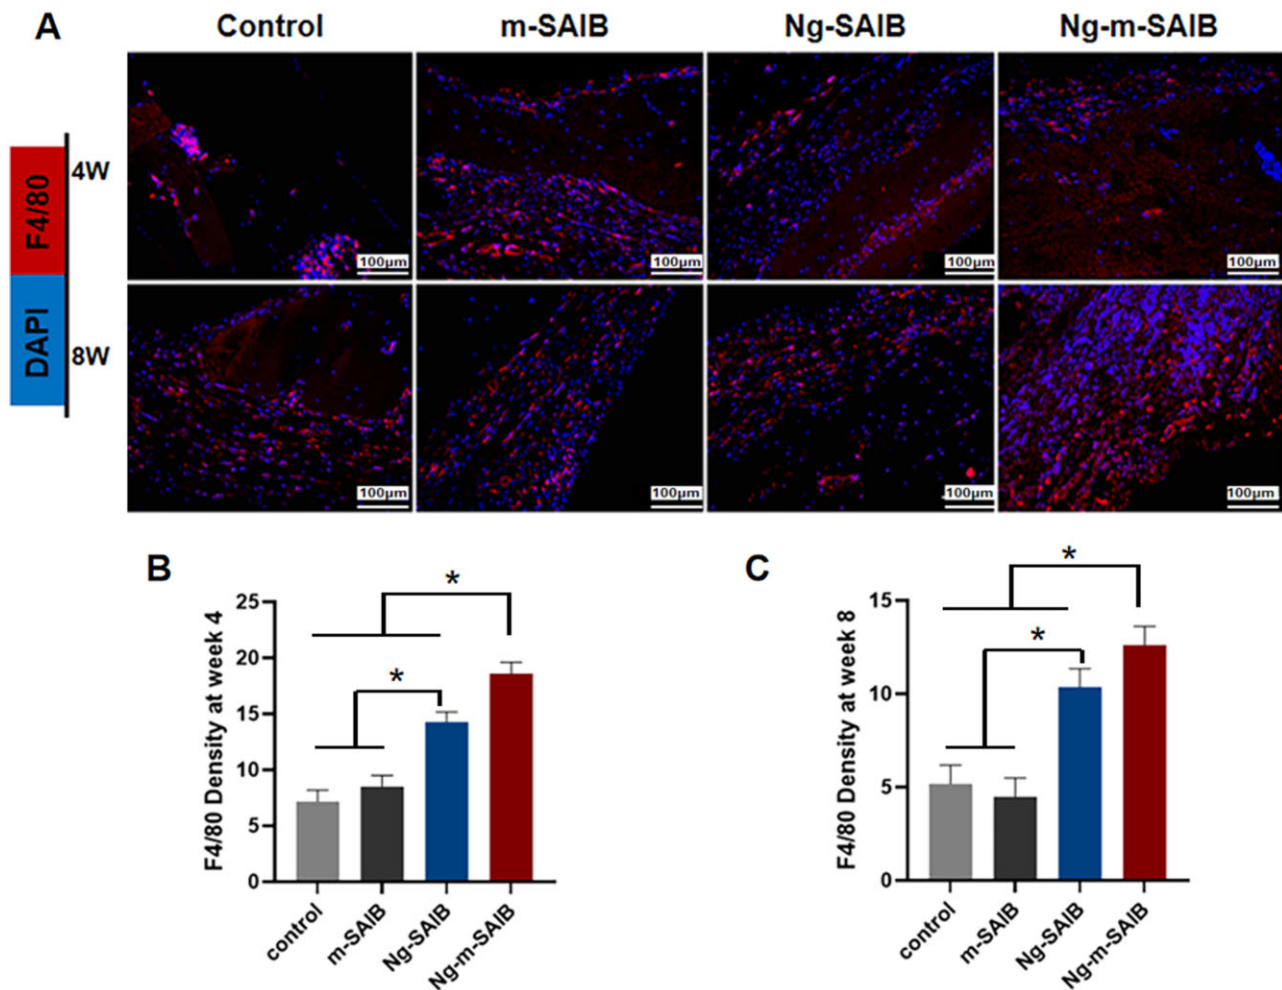 A
Control
m-SAIB
Ng-SAIB
Ng-m-SAIB
F4/80
DAPI
4W
100μm
100μm
100μm
100μm
8W
100μm
100μm
100μm
100μm
B
F4/80 Density at week 4
25
20
15
10
5
0
*
*
control
m-SAIB
Ng-SAIB
Ng-m-SAIB
C
F4/80 Density at week 8
15
10
5
0
*
*
control
m-SAIB
Ng-SAIB
Ng-m-SAIB